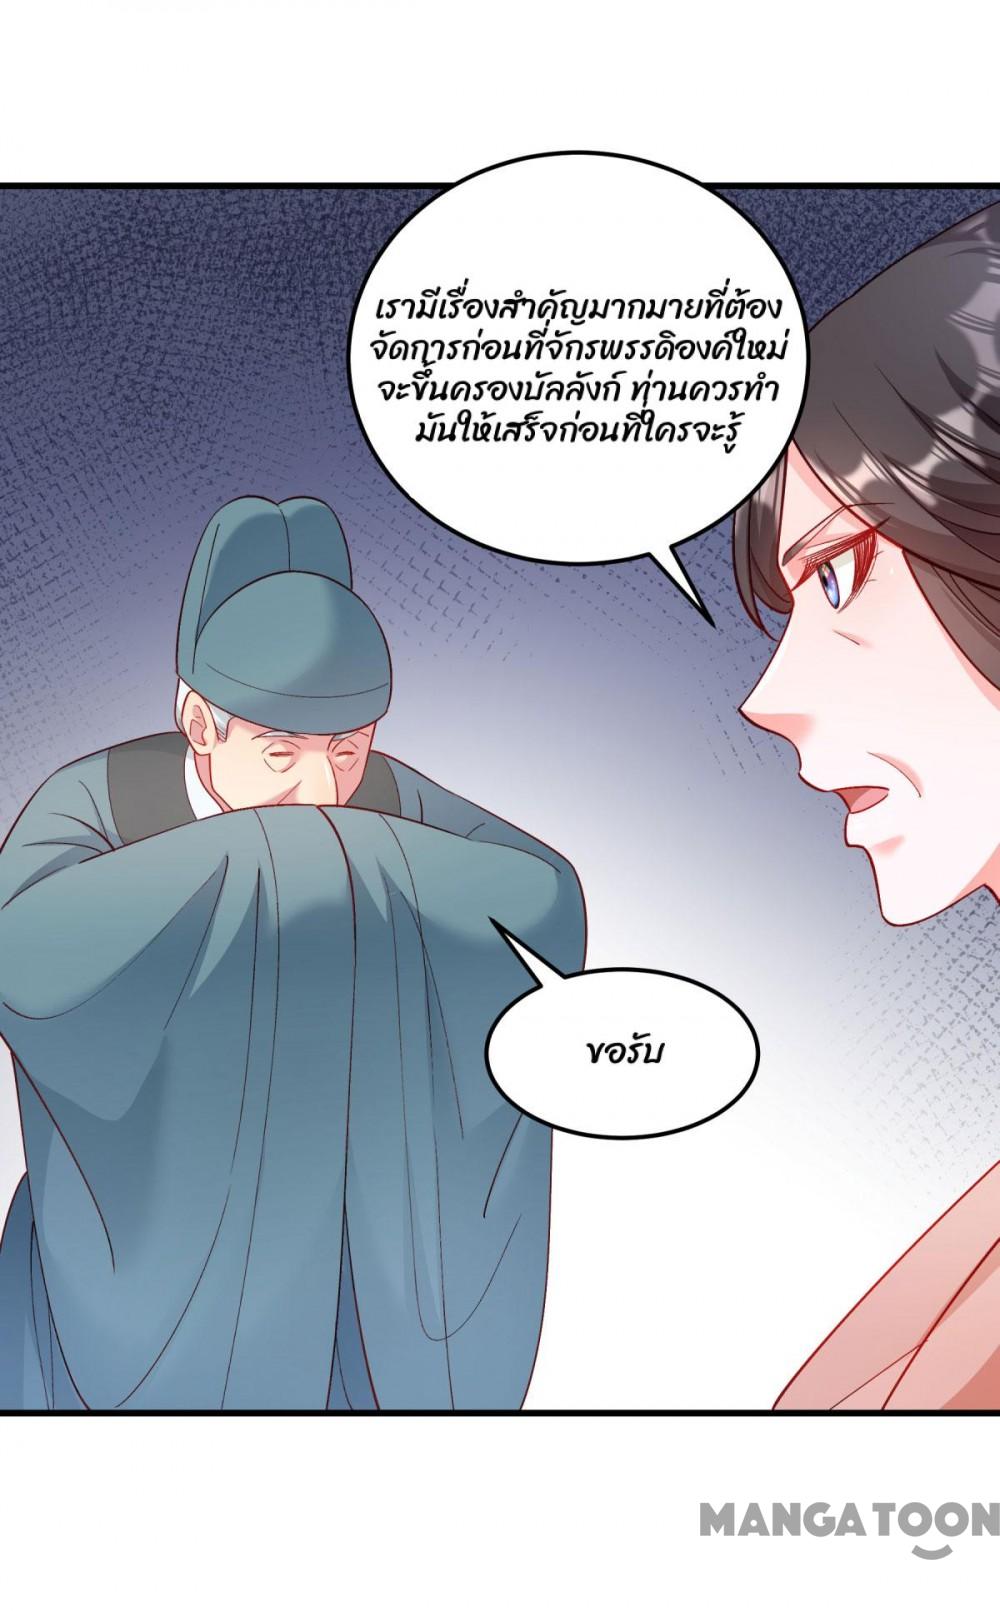 เรามีเรื่องสำคัญมากมายที่ต้อง
จัดการก่อนที่จักรพรรดิองค์ใหม่
จะขึ้นครองบัลลังก์ ท่านควรทำ
มันให้เสร็จก่อนที่ใครจะรู้
ขอรับ
MANGATOON